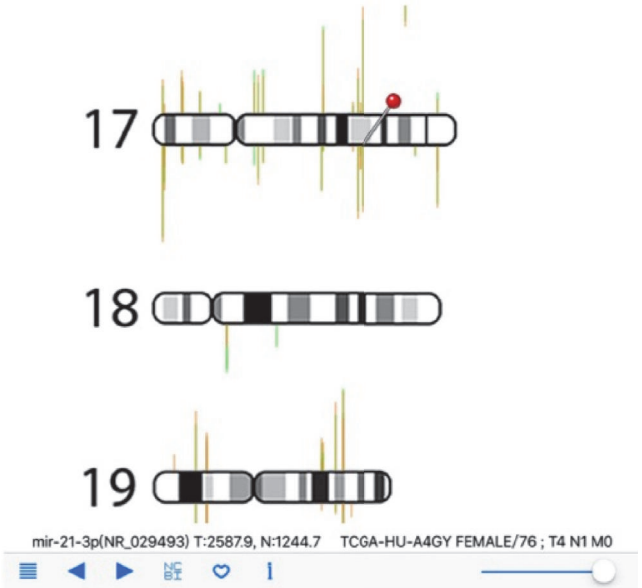 17
18
19
mir-21-3p(NR_029493) T:2587.9, N:1244.7 TCGA-HU-A4GY FEMALE/76 ; T4 N1 M0
NC
BI
i